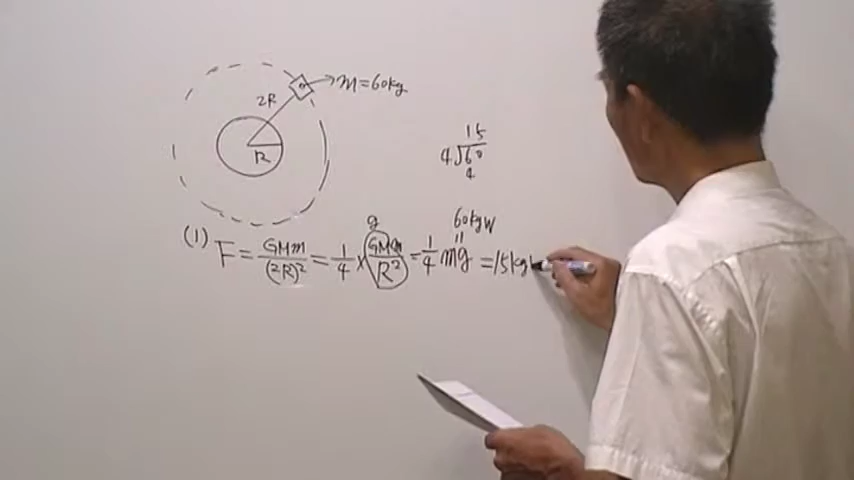 m=60kg
2R
R
15
4√60
4
60kgw
g
(1) F = GMm/(2R)² = 1/4 × GMm/R² = 1/4 mg = 15kg